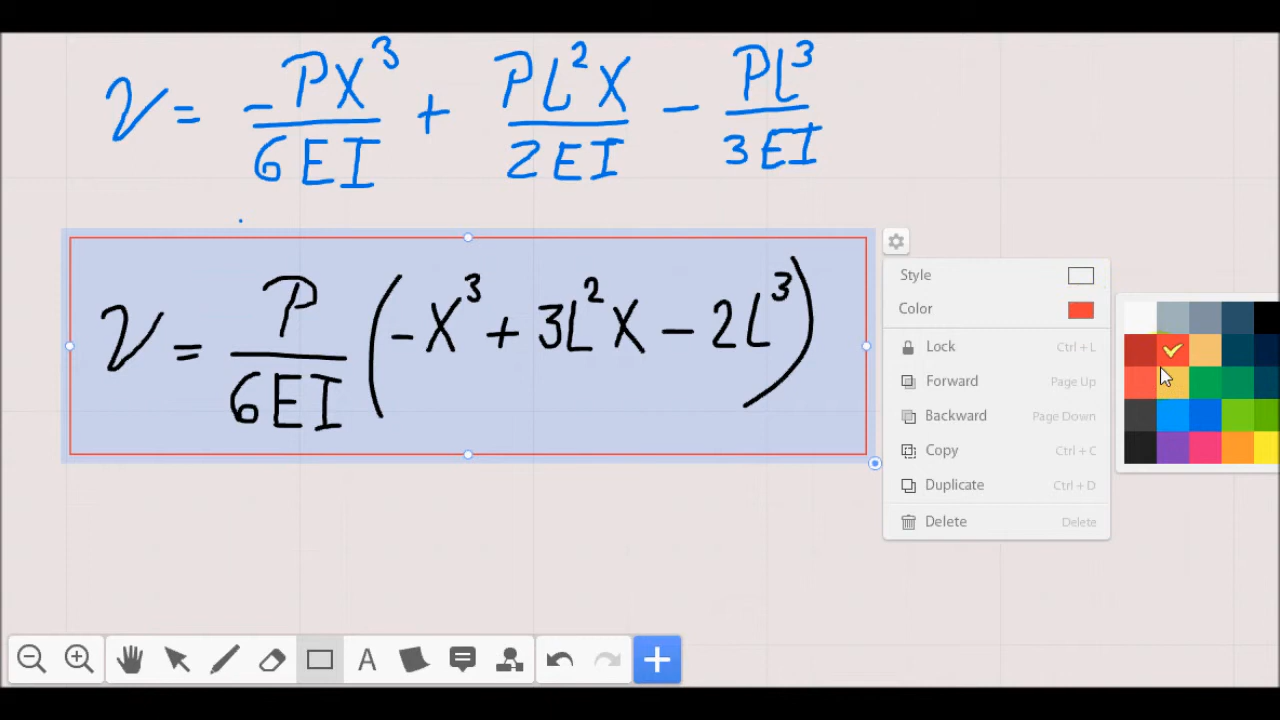 v = -PX³/6EI + PL²X/2EI - PL³/3EI
v = P/6EI (-X³ + 3L²X - 2L³)
Style
Color
Lock Ctrl + L
Forward Page Up
Backward Page Down
Copy Ctrl + C
Duplicate Ctrl + D
Delete Delete
A